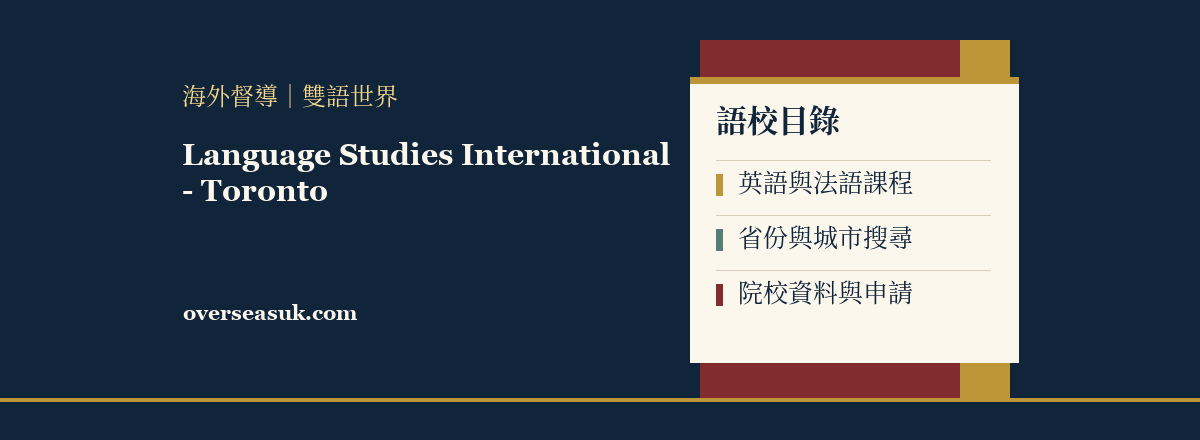 海外督導｜雙語世界
Language Studies International
- Toronto
overseasuk.com
語校目錄
英語與法語課程
省份與城市搜尋
院校資料與申請